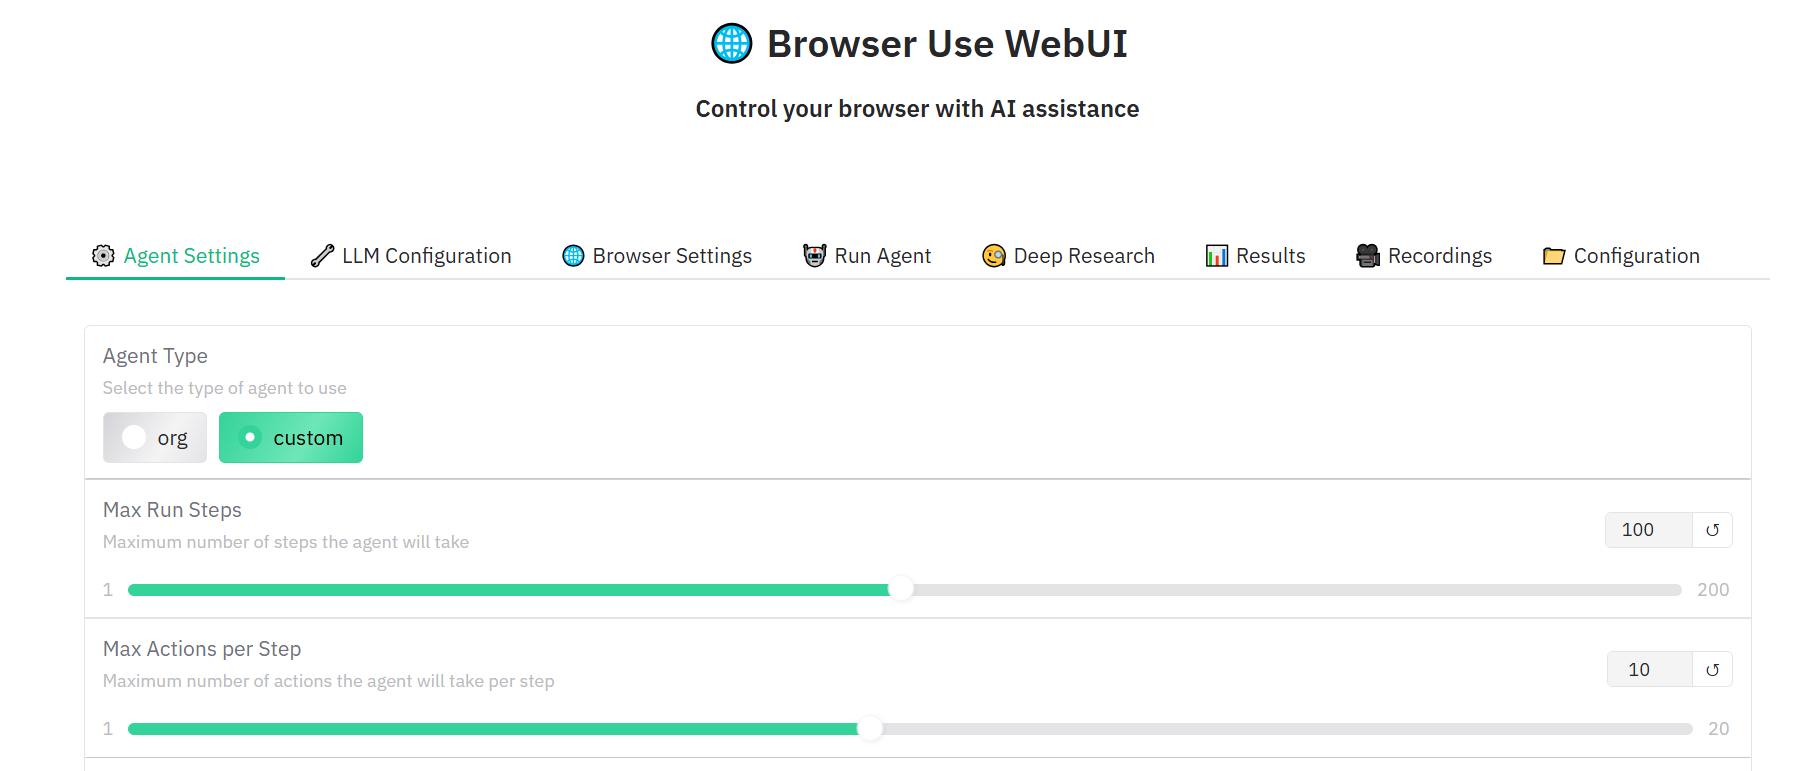 Browser Use WebUI
Control your browser with AI assistance
Agent Settings LLM Configuration Browser Settings Run Agent Deep Research Results Recordings Configuration
Agent Type
Select the type of agent to use
org custom
Max Run Steps
Maximum number of steps the agent will take
100
1 200
Max Actions per Step
Maximum number of actions the agent will take per step
10
1 20